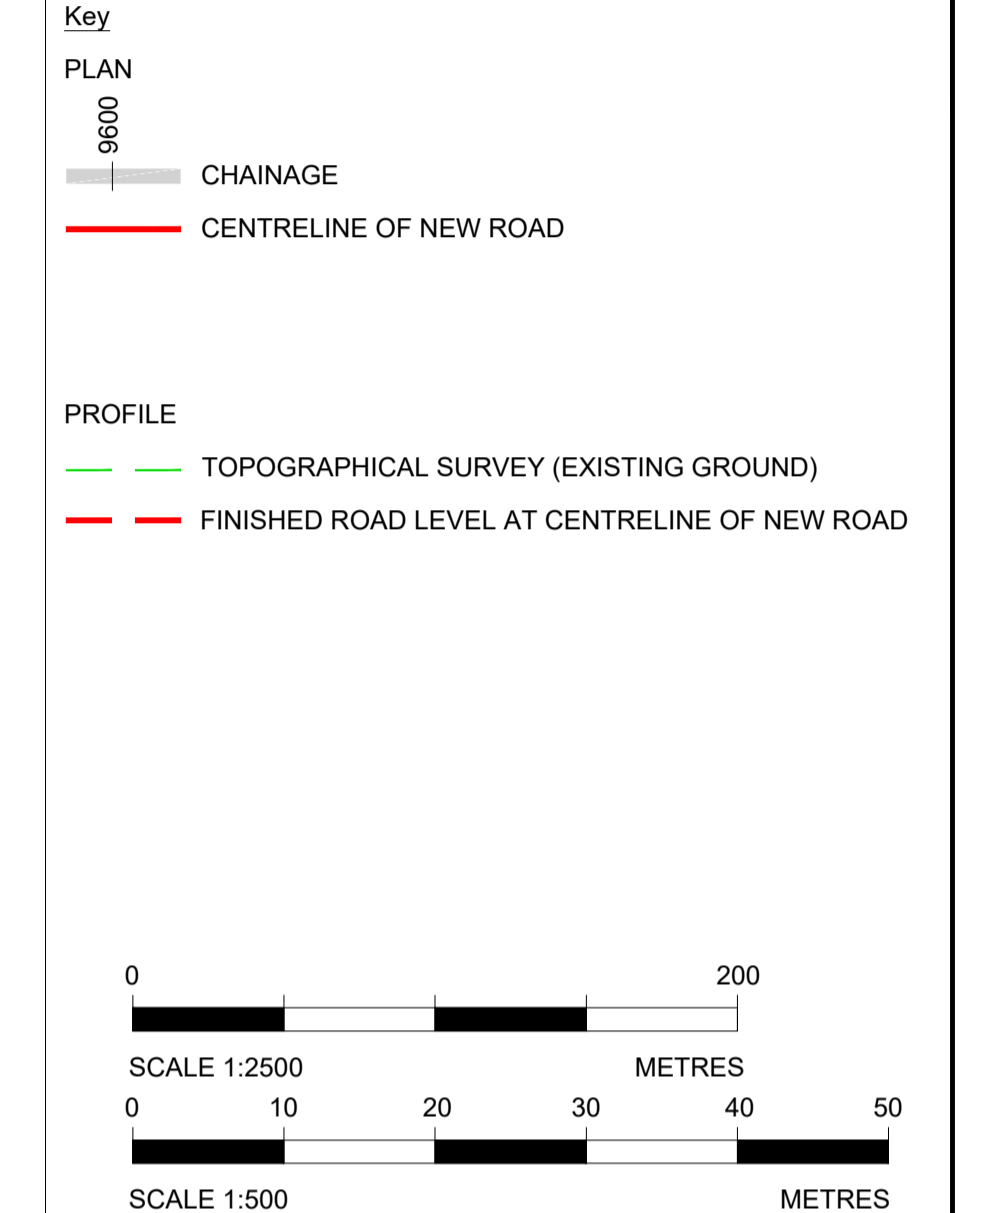 Key
PLAN
9600
CHAINAGE
CENTRELINE OF NEW ROAD
PROFILE
TOPOGRAPHICAL SURVEY (EXISTING GROUND)
FINISHED ROAD LEVEL AT CENTRELINE OF NEW ROAD
0 200
SCALE 1:2500 METRES
0 10 20 30 40 50
SCALE 1:500 METRES